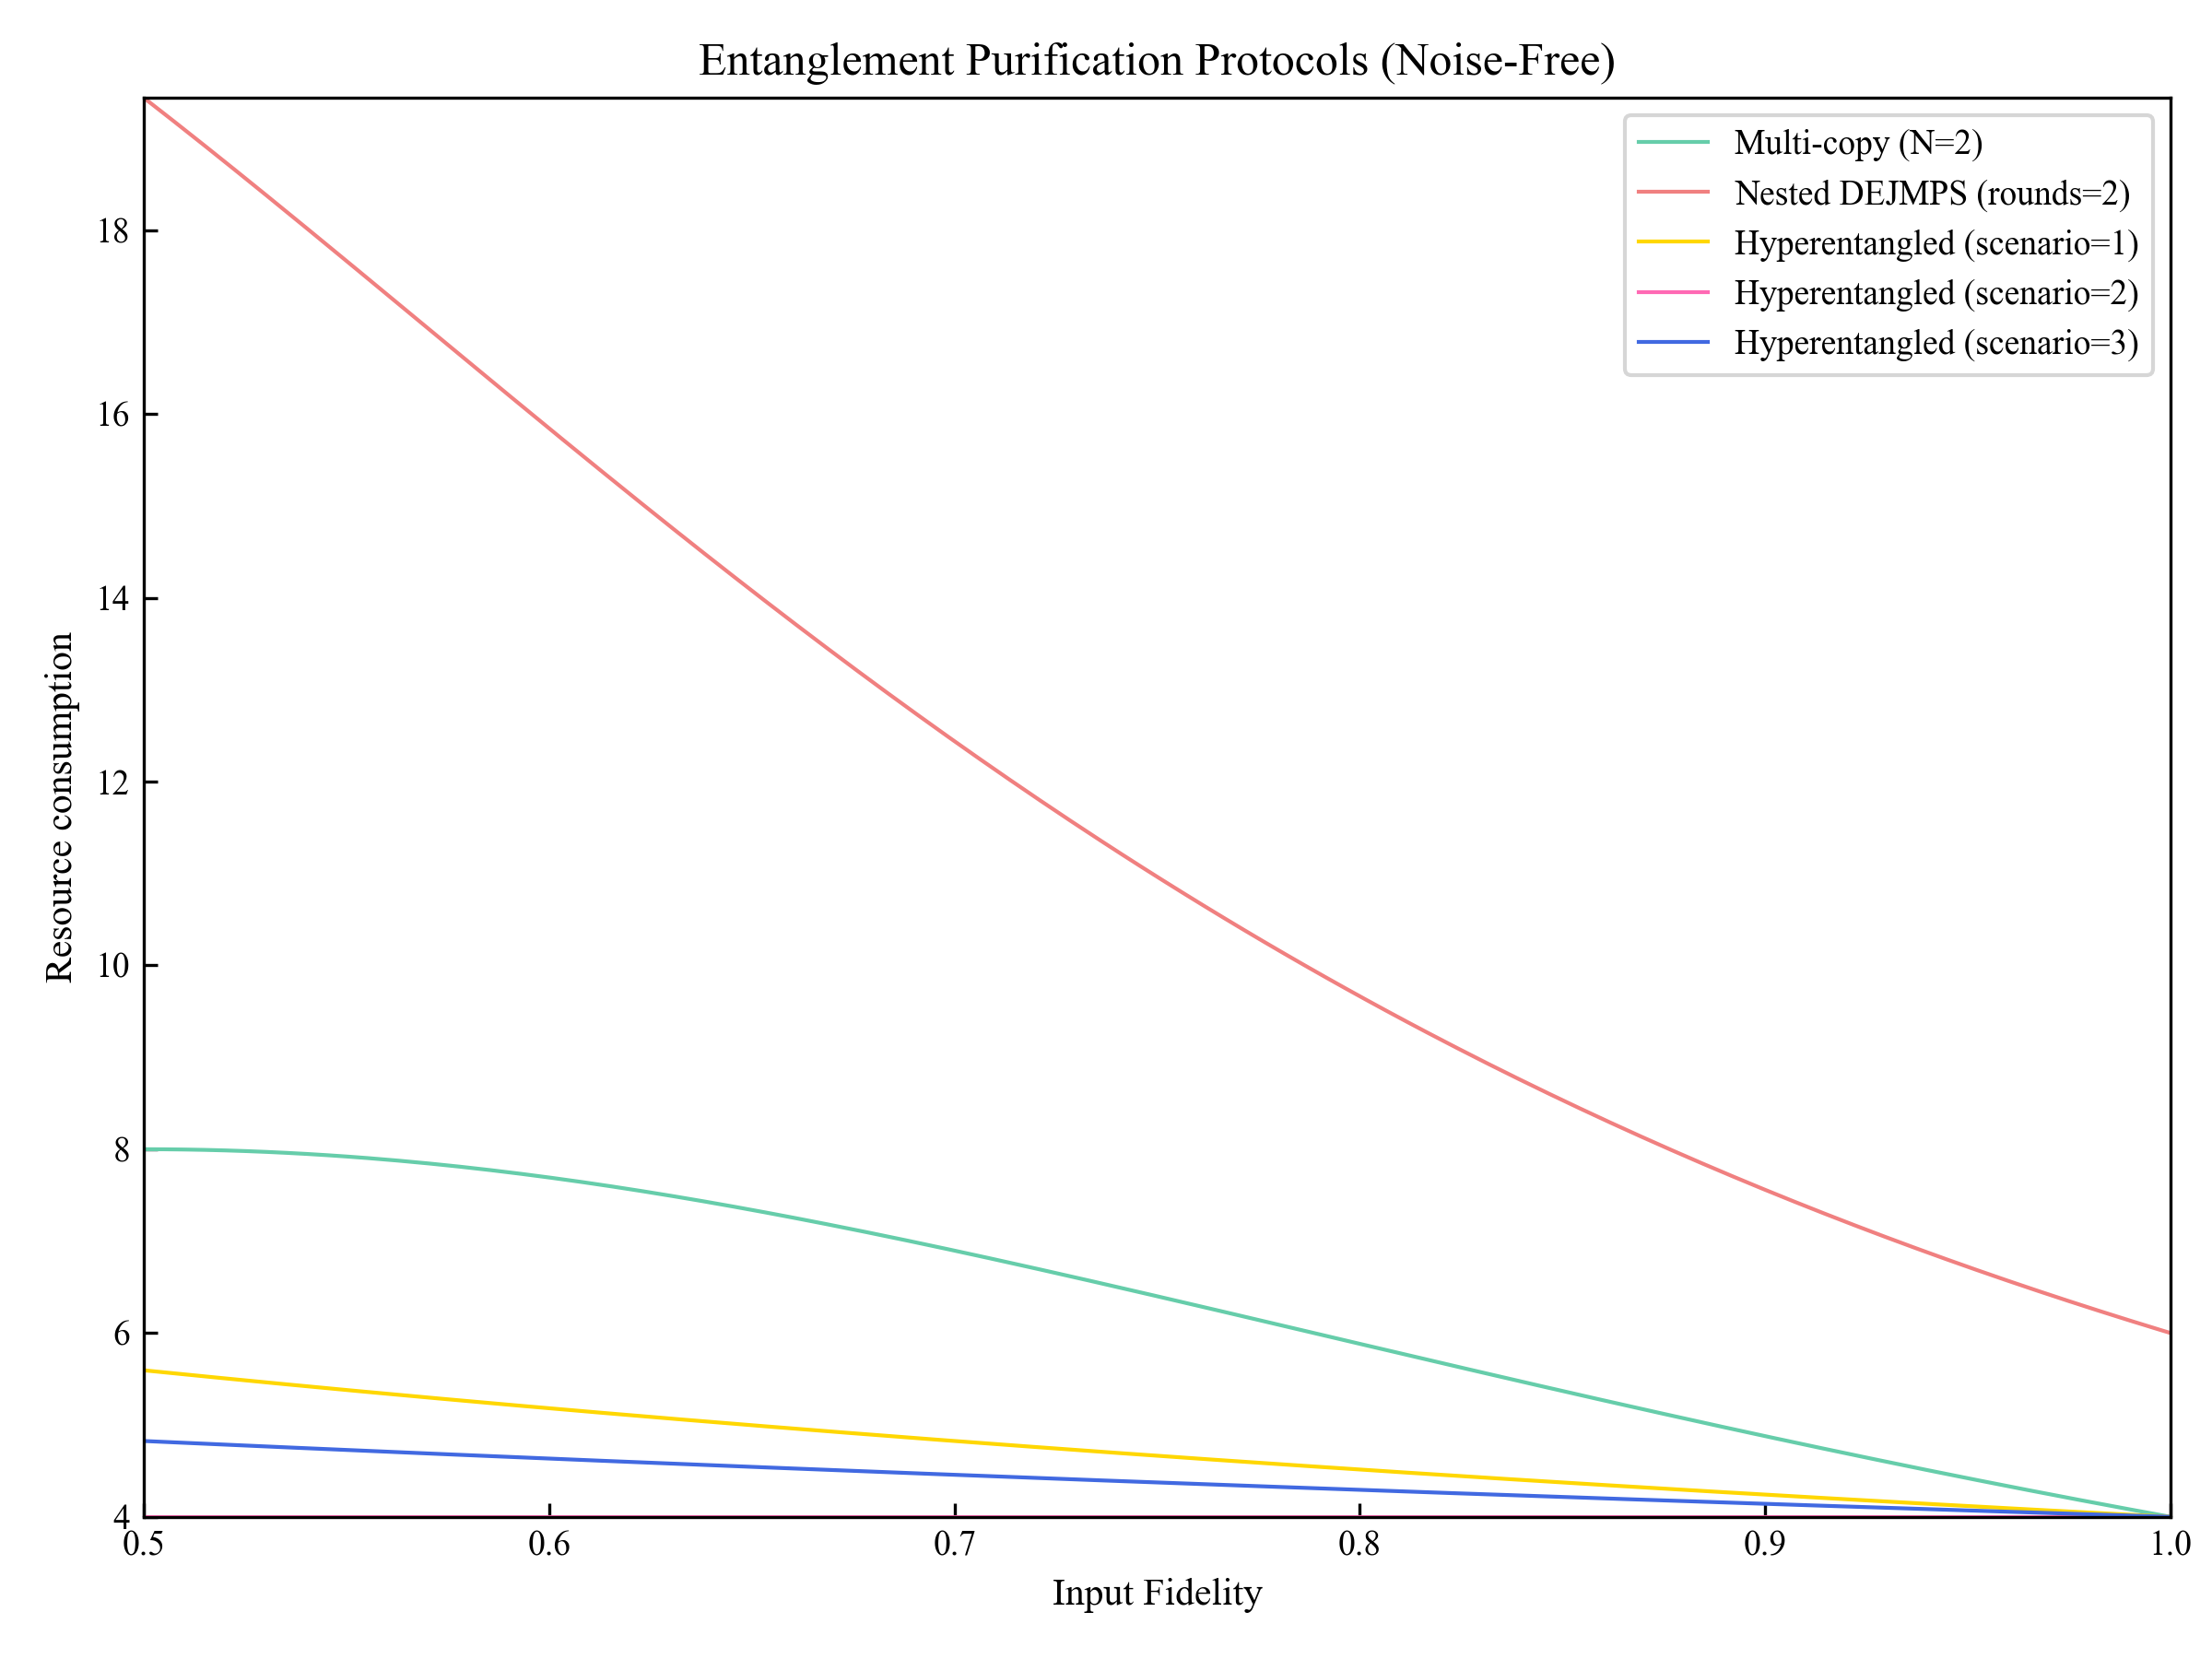 Entanglement Purification Protocols (Noise-Free)
Multi-copy (N=2)
Nested DEJMPS (rounds=2)
Hyperentangled (scenario=1)
Hyperentangled (scenario=2)
Hyperentangled (scenario=3)
Resource consumption
18
16
14
12
10
8
6
4
0.5 0.6 0.7 0.8 0.9 1.0
Input Fidelity